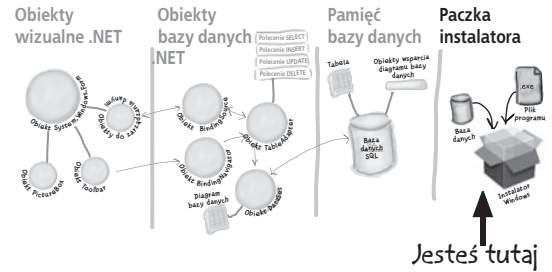 Obiekty
wizualne .NET
Obiekty
bazy danych
.NET
Pamięć
bazy danych
Paczka
instalatora
Polecenie SELECT
Polecenie INSERT
Polecenie UPDATE
Polecenie DELETE
Obiekt System.Windows.Form
Obiekty do zarządzania danymi
Obiekt PictureBox
Obiekt Toolbar
Obiekt BindingSource
Obiekt TableAdapter
Obiekt BindingNavigator
Obiekt DataSet
Diagram
bazy danych
Tabela
Obiekty wsparcia
diagramu bazy
danych
Baza
danych
SQL
.exe
Plik
programu
Baza
danych
Instalator
Windows
Jesteś tutaj